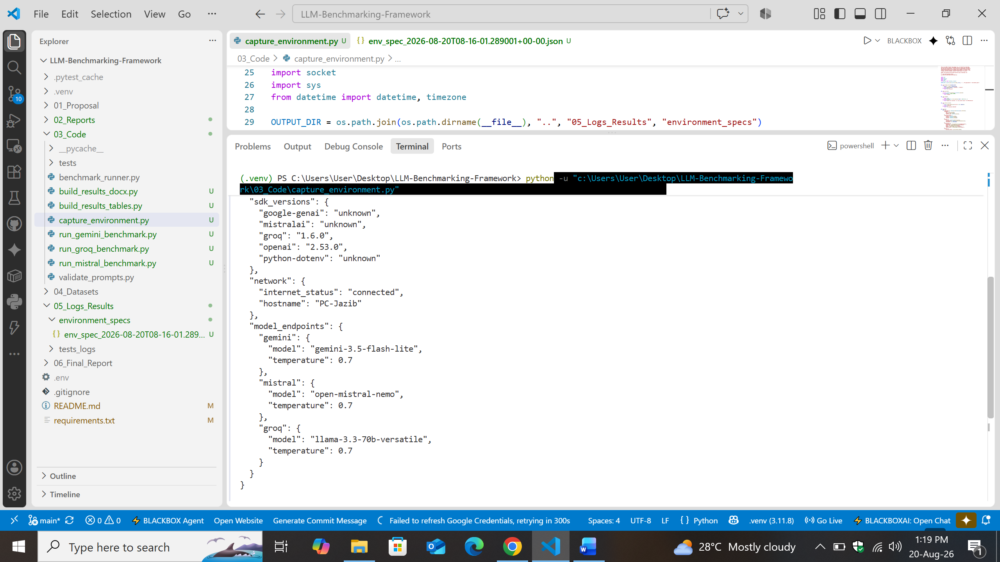 File Edit Selection View Go ...
LLM-Benchmarking-Framework
Explorer
LLM-Benchmarking-Framework
.pytest_cache
.venv
01_Proposal
02_Reports
03_Code
__pycache__
tests
benchmark_runner.py
build_results_docx.py U
build_results_tables.py U
capture_environment.py U
run_gemini_benchmark.py U
run_groq_benchmark.py U
run_mistral_benchmark.py U
validate_prompts.py
04_Datasets
05_Logs_Results
environment_specs
env_spec_2026-08-20T08-16-01.289... U
tests_logs
06_Final_Report
.env
.gitignore
README.md M
requirements.txt M
Outline
Timeline
10
capture_environment.py U
env_spec_2026-08-20T08-16-01.289001+00-00.json U
BLACKBOX
03_Code > capture_environment.py > ...
25 import socket
26 import sys
27 from datetime import datetime, timezone
28
29 OUTPUT_DIR = os.path.join(os.path.dirname(__file__), "..", "05_Logs_Results", "environment_specs")
Problems Output Debug Console Terminal Ports
powershell
(.venv) PS C:\Users\User\Desktop\LLM-Benchmarking-Framework> python -u "c:\Users\User\Desktop\LLM-Benchmarking-Framewo
rk\03_Code\capture_environment.py"
"sdk_versions": {
"google-genai": "unknown",
"mistralai": "unknown",
"groq": "1.6.0",
"openai": "2.53.0",
"python-dotenv": "unknown"
},
"network": {
"internet_status": "connected",
"hostname": "PC-Jazib"
},
"model_endpoints": {
"gemini": {
"model": "gemini-3.5-flash-lite",
"temperature": 0.7
},
"mistral": {
"model": "open-mistral-nemo",
"temperature": 0.7
},
"groq": {
"model": "llama-3.3-70b-versatile",
"temperature": 0.7
}
}
}
main* 0 0 BLACKBOX Agent Open Website Generate Commit Message Failed to refresh Google Credentials, retrying in 300s Spaces: 4 UTF-8 LF {} Python .venv (3.11.8) Go Live BLACKBOXAI: Open Chat
Type here to search
28°C Mostly cloudy
1:19 PM
20-Aug-26
1